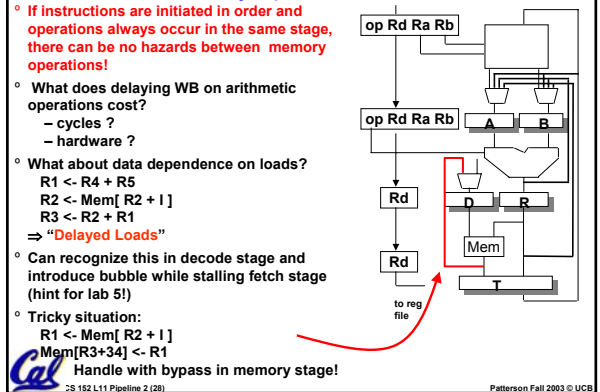 ° If instructions are initiated in order and
operations always occur in the same stage,
there can be no hazards between memory
operations!
° What does delaying WB on arithmetic
operations cost?
– cycles ?
– hardware ?
° What about data dependence on loads?
R1 <- R4 + R5
R2 <- Mem[ R2 + I ]
R3 <- R2 + R1
⇒ “Delayed Loads”
° Can recognize this in decode stage and
introduce bubble while stalling fetch stage
(hint for lab 5!)
° Tricky situation:
R1 <- Mem[ R2 + I ]
Mem[R3+34] <- R1
Handle with bypass in memory stage!
op Rd Ra Rb
op Rd Ra Rb
A
B
Rd
D
R
Mem
Rd
T
to reg
file
Cal
CS 152 L11 Pipeline 2 (28)
Patterson Fall 2003 © UCB